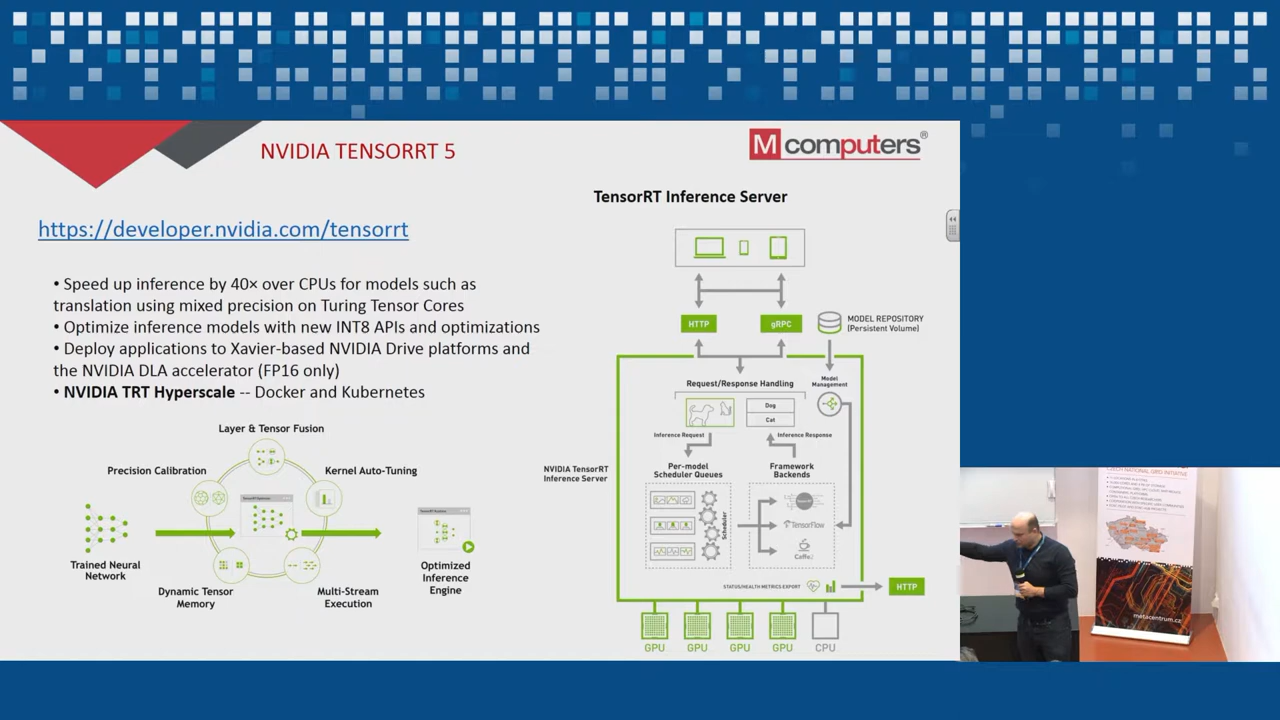 NVIDIA TENSORRT 5
M computers®
https://developer.nvidia.com/tensorrt
• Speed up inference by 40× over CPUs for models such as
translation using mixed precision on Turing Tensor Cores
• Optimize inference models with new INT8 APIs and optimizations
• Deploy applications to Xavier-based NVIDIA Drive platforms and
the NVIDIA DLA accelerator (FP16 only)
• NVIDIA TRT Hyperscale -- Docker and Kubernetes
Layer & Tensor Fusion
Precision Calibration
Kernel Auto-Tuning
Trained Neural
Network
Dynamic Tensor
Memory
Multi-Stream
Execution
Optimized
Inference
Engine
TensorRT Inference Server
HTTP
gRPC
MODEL REPOSITORY
(Persistent Volume)
Request/Response Handling
Model
Management
Dog
Cat
Inference Request
Inference Response
NVIDIA TensorRT
Inference Server
Per-model
Scheduler Queues
Framework
Backends
Scheduler
TensorFlow
Caffe2
STATUS/HEALTH METRICS EXPORT
HTTP
GPU
GPU
GPU
GPU
CPU
metacentrum.cz